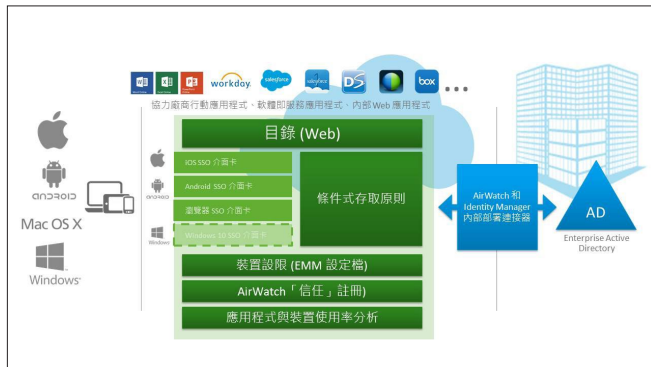 W
X
P
workday.
salesforce
salesforce
DS
box
協力廠商行動應用程式、軟體即服務應用程式、內部 Web 應用程式
目錄 (Web)
iOS SSO 介面卡
Android SSO 介面卡
瀏覽器 SSO 介面卡
Windows 10 SSO 介面卡
條件式存取原則
裝置設限 (EMM 設定檔)
AirWatch「信任」註冊
應用程式與裝置使用率分析
ANDROID
Mac OS X
Windows
ANDROID
Windows
AirWatch 和
Identity Manager
內部部署連接器
AD
Enterprise Active
Directory